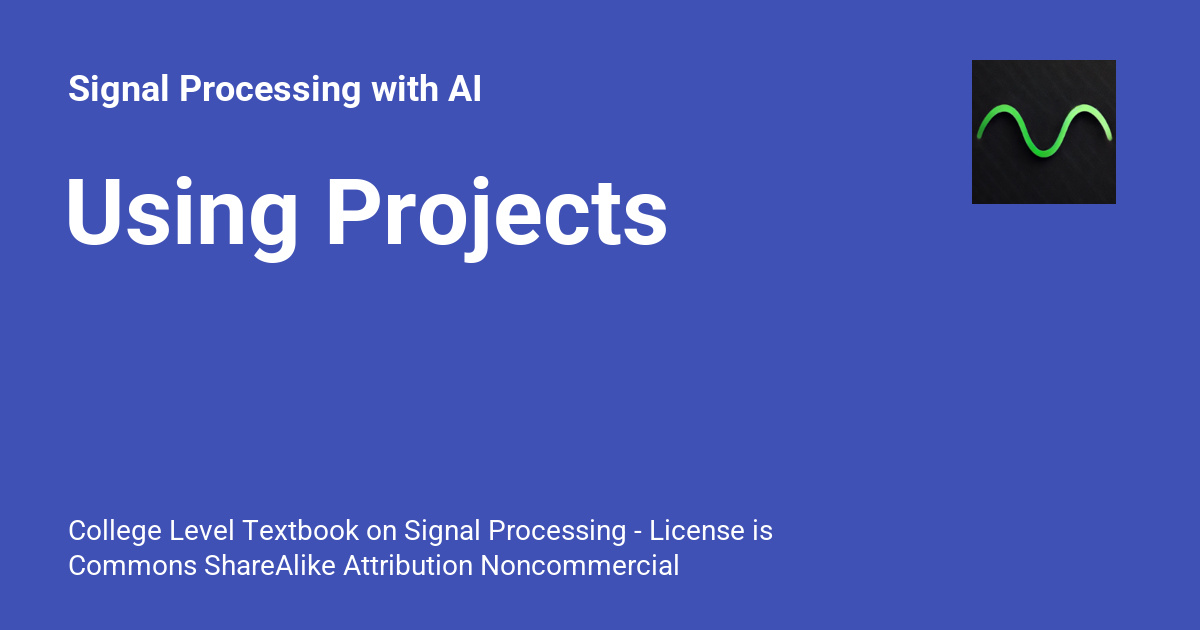 Signal Processing with AI
Using Projects
College Level Textbook on Signal Processing - License is
Commons ShareAlike Attribution Noncommercial